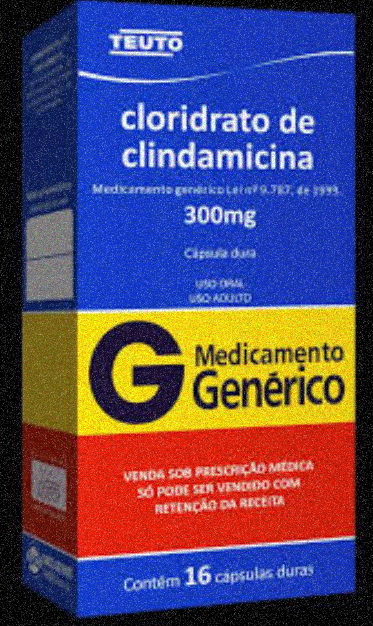 TEUTO
cloridrato de
clindamicina
Medicamento genérico Lei nº 9.787, de 1999.
300mg
Cápsula dura
USO ORAL
USO ADULTO
G Medicamento
Genérico
VENDA SOB PRESCRIÇÃO MÉDICA
SÓ PODE SER VENDIDO COM
RETENÇÃO DA RECEITA
Contém 16 cápsulas duras